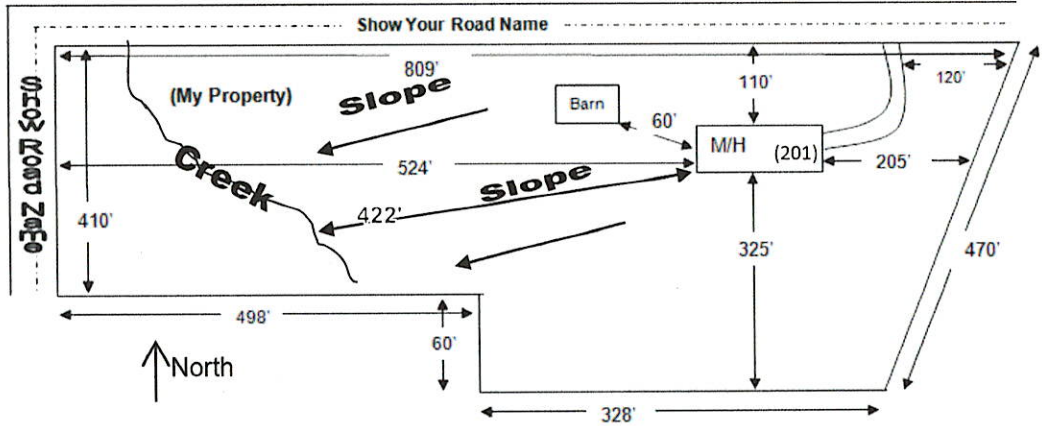 Show Your Road Name
Show Road Name
809'
(My Property)
Slope
110'
120'
Barn
60'
M/H
(201)
Creek
524'
205'
Slope
422'
410'
325'
470'
498'
60'
North
328'